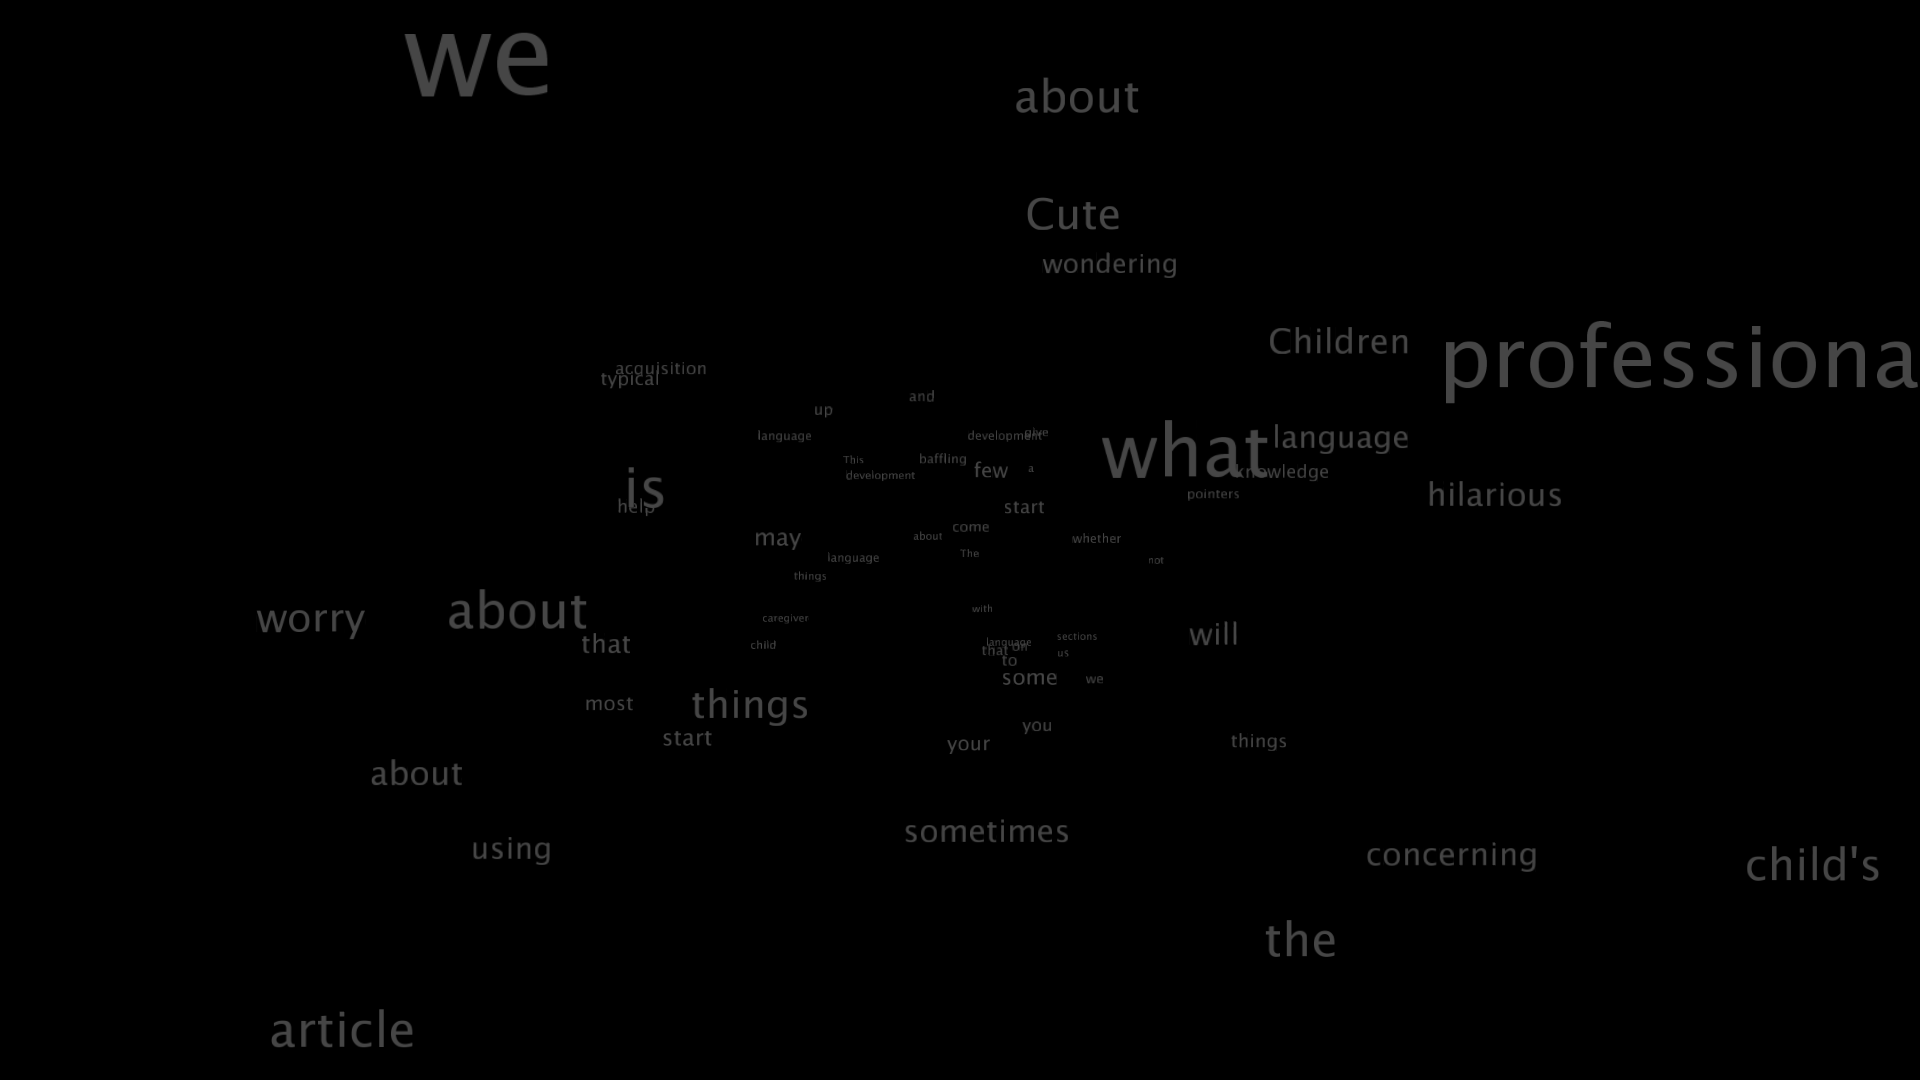 we
about
Cute
wondering
Children
professiona
acquisition
typical
and
up
language
development
give
what
language
This
baffling
few
a
knowledge
development
is
pointers
hilarious
help
start
come
may
about
whether
The
language
not
things
with
worry
about
caregiver
will
that
child
language
sections
that
on
us
to
some
we
most
things
you
start
your
things
about
sometimes
using
concerning
child's
the
article